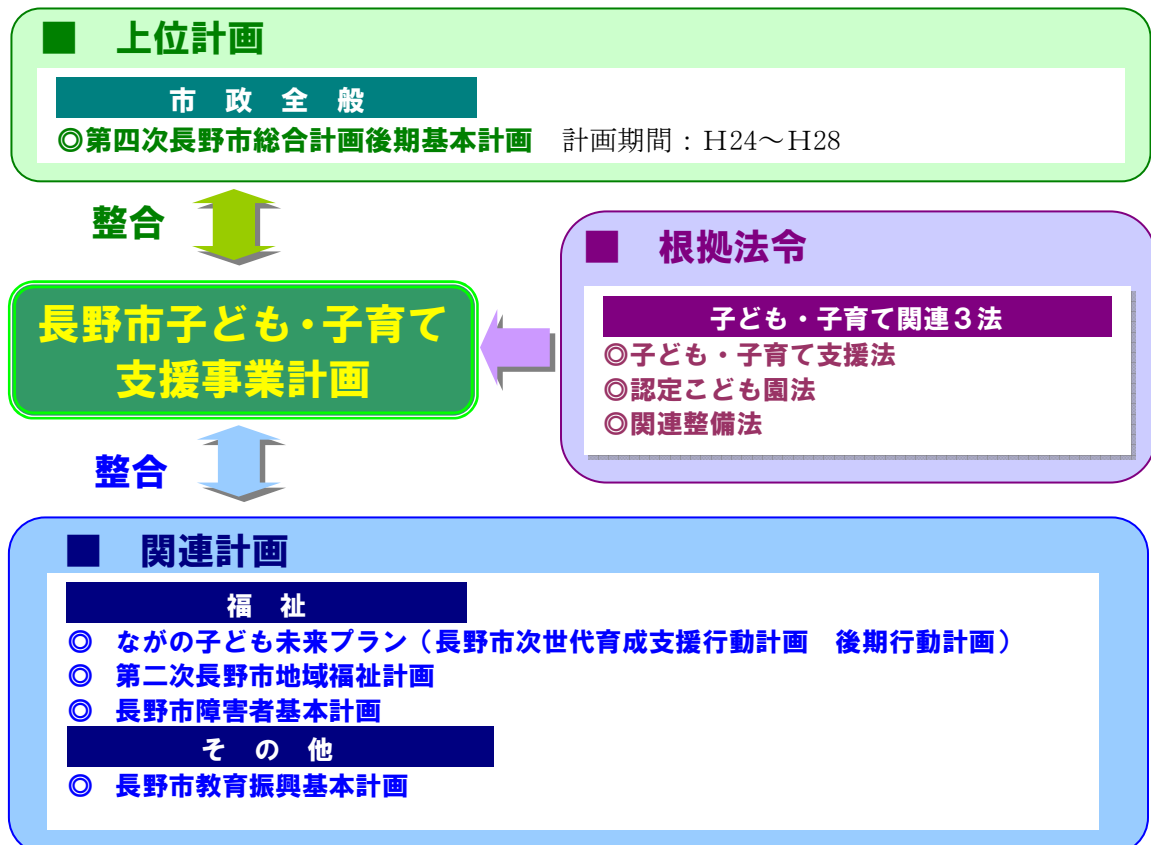 ■ 上位計画
市 政 全 般
◎第四次長野市総合計画後期基本計画 計画期間：H24～H28
整合
■ 根拠法令
子ども・子育て関連３法
◎子ども・子育て支援法
◎認定こども園法
◎関連整備法
長野市子ども・子育て
支援事業計画
整合
■ 関連計画
福 祉
◎ ながの子ども未来プラン（長野市次世代育成支援行動計画 後期行動計画）
◎ 第二次長野市地域福祉計画
◎ 長野市障害者基本計画
そ の 他
◎ 長野市教育振興基本計画